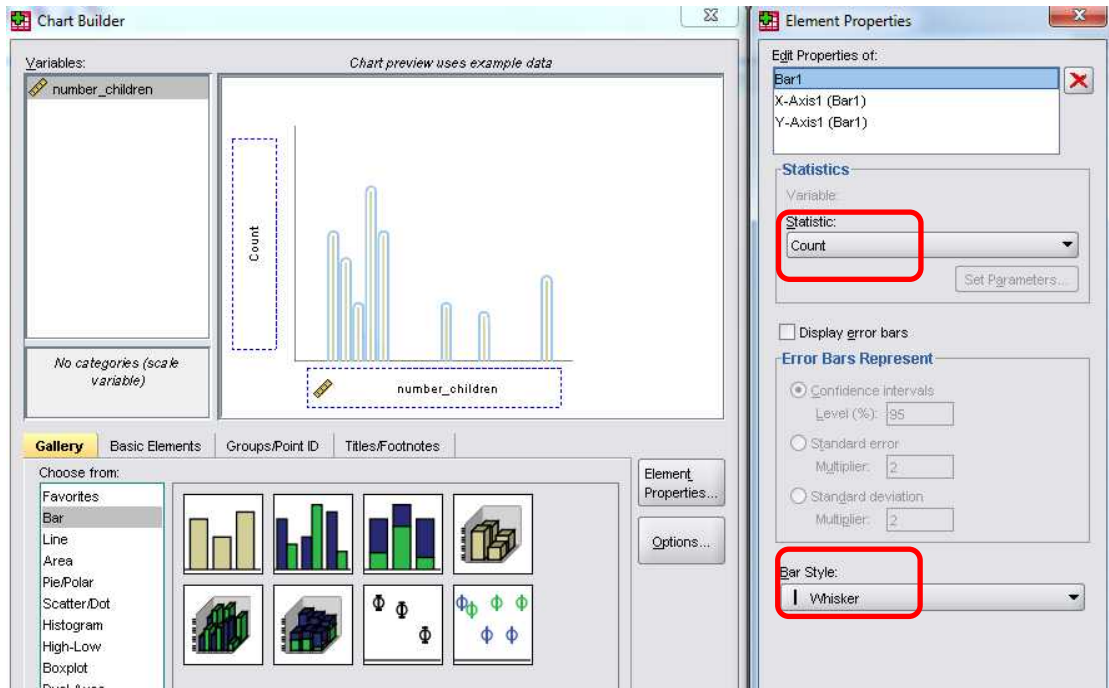 Chart Builder
Variables:
number_children
Chart preview uses example data
Count
number_children
No categories (scale
variable)
Gallery
Basic Elements
Groups/Point ID
Titles/Footnotes
Choose from:
Favorites
Bar
Line
Area
Pie/Polar
Scatter/Dot
Histogram
High-Low
Boxplot
Element
Properties...
Options...
Element Properties
Edit Properties of:
Bar1
X-Axis1 (Bar1)
Y-Axis1 (Bar1)
Statistics
Variable:
Statistic:
Count
Set Parameters...
Display error bars
Error Bars Represent
Confidence intervals
Level (%): 95
Standard error
Multiplier: 2
Standard deviation
Multiplier: 2
Bar Style:
Whisker